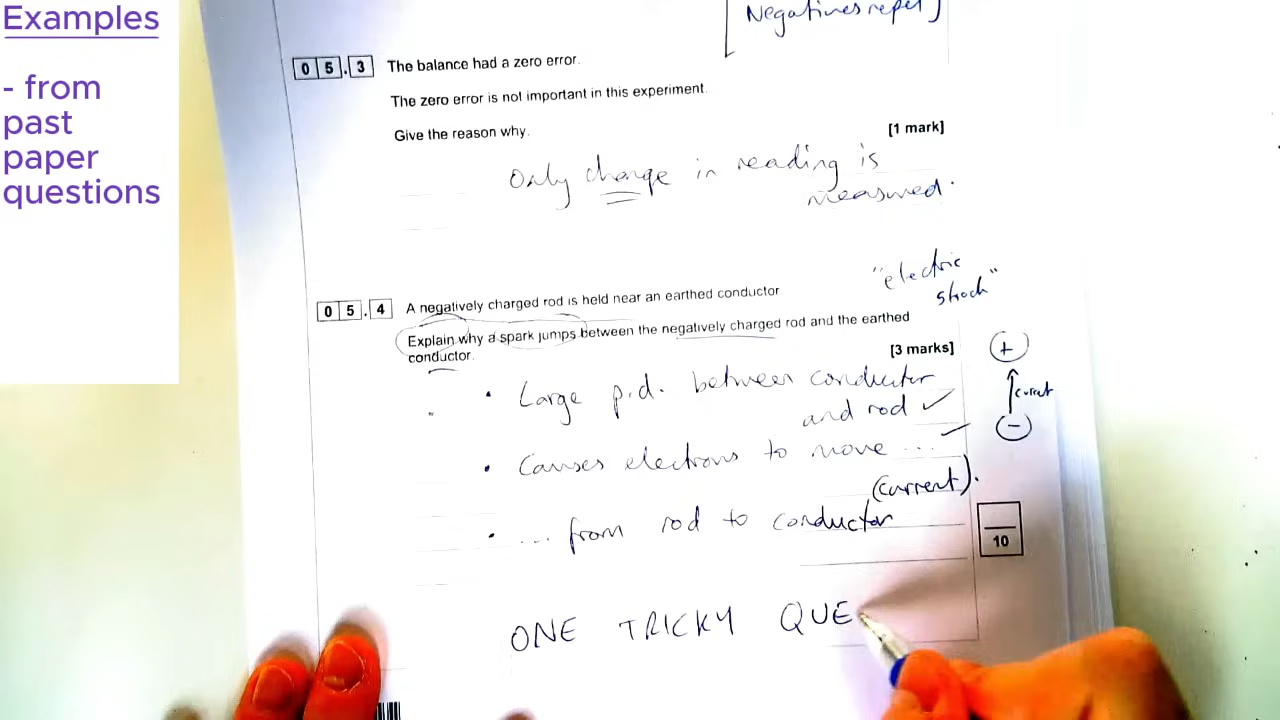 Examples
- from
past
paper
questions
Negatives repel
05.3 The balance had a zero error.
The zero error is not important in this experiment.
Give the reason why.
[1 mark]
Only change in reading is
measured.
"electric
shock"
05.4 A negatively charged rod is held near an earthed conductor
Explain why a spark jumps between the negatively charged rod and the earthed
conductor.
[3 marks]
• Large p.d. between conductor
and rod ✓
+
current
-
• Causes electrons to move ... ✓
(current).
• ... from rod to conductor
10
ONE TRICKY QUE